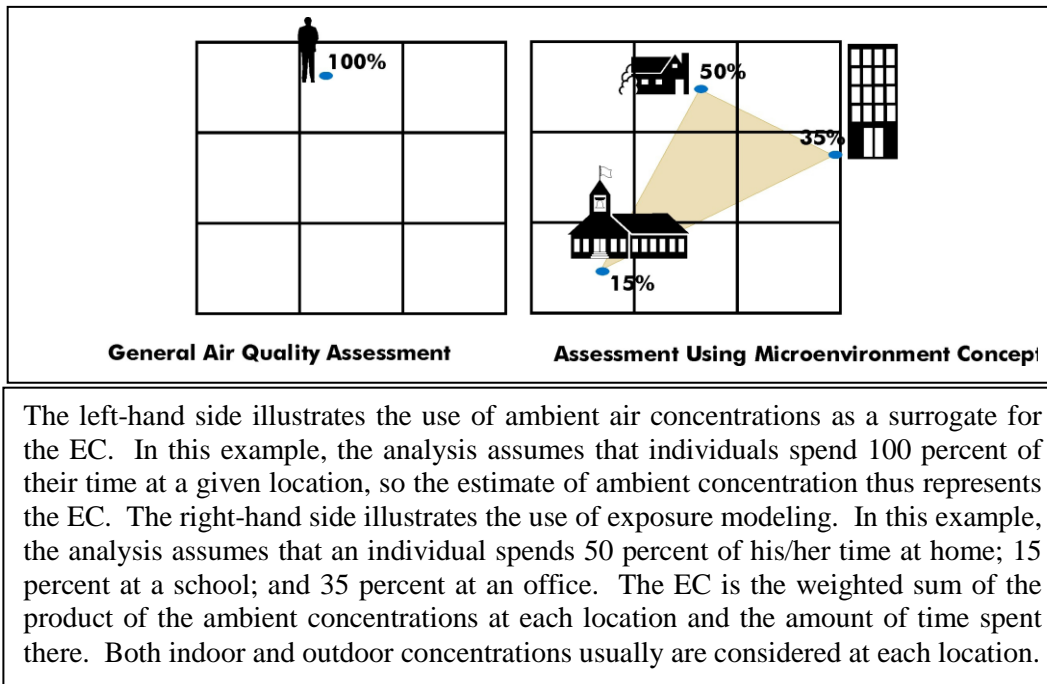 100%
50%
35%
15%
General Air Quality Assessment
Assessment Using Microenvironment Concept
The left-hand side illustrates the use of ambient air concentrations as a surrogate for
the EC. In this example, the analysis assumes that individuals spend 100 percent of
their time at a given location, so the estimate of ambient concentration thus represents
the EC. The right-hand side illustrates the use of exposure modeling. In this example,
the analysis assumes that an individual spends 50 percent of his/her time at home; 15
percent at a school; and 35 percent at an office. The EC is the weighted sum of the
product of the ambient concentrations at each location and the amount of time spent
there. Both indoor and outdoor concentrations usually are considered at each location.